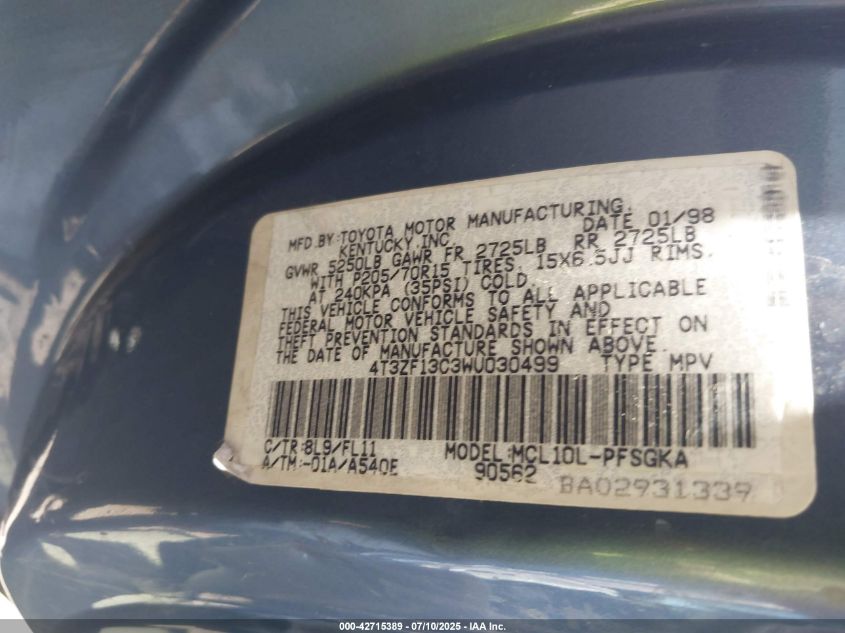 MFD.BY:TOYOTA MOTOR MANUFACTURING,
KENTUCKY,INC. DATE 01/98
GVWR 5250LB GAWR FR 2725LB RR 2725LB
WITH P205/70R15 TIRES, 15X6.5JJ RIMS,
AT 240KPA (35PSI) COLD.
THIS VEHICLE CONFORMS TO ALL APPLICABLE
FEDERAL MOTOR VEHICLE SAFETY AND
THEFT PREVENTION STANDARDS IN EFFECT ON
THE DATE OF MANUFACTURE SHOWN ABOVE.
4T3ZF13C3WU030499 TYPE MPV
C/TR:8L9/FL11 MODEL:MCL10L-PFSGKA
A/TM:-01A/A540E 90562
BA02931339
000-42715389 - 07/10/2025 - IAA Inc.